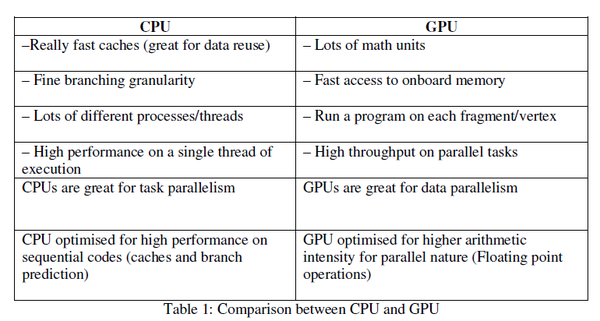 CPU GPU
–Really fast caches (great for data reuse) – Lots of math units
– Fine branching granularity – Fast access to onboard memory
– Lots of different processes/threads – Run a program on each fragment/vertex
– High performance on a single thread of – High throughput on parallel tasks
execution
CPUs are great for task parallelism GPUs are great for data parallelism
CPU optimised for high performance on GPU optimised for higher arithmetic
sequential codes (caches and branch intensity for parallel nature (Floating point
prediction) operations)
Table 1: Comparison between CPU and GPU